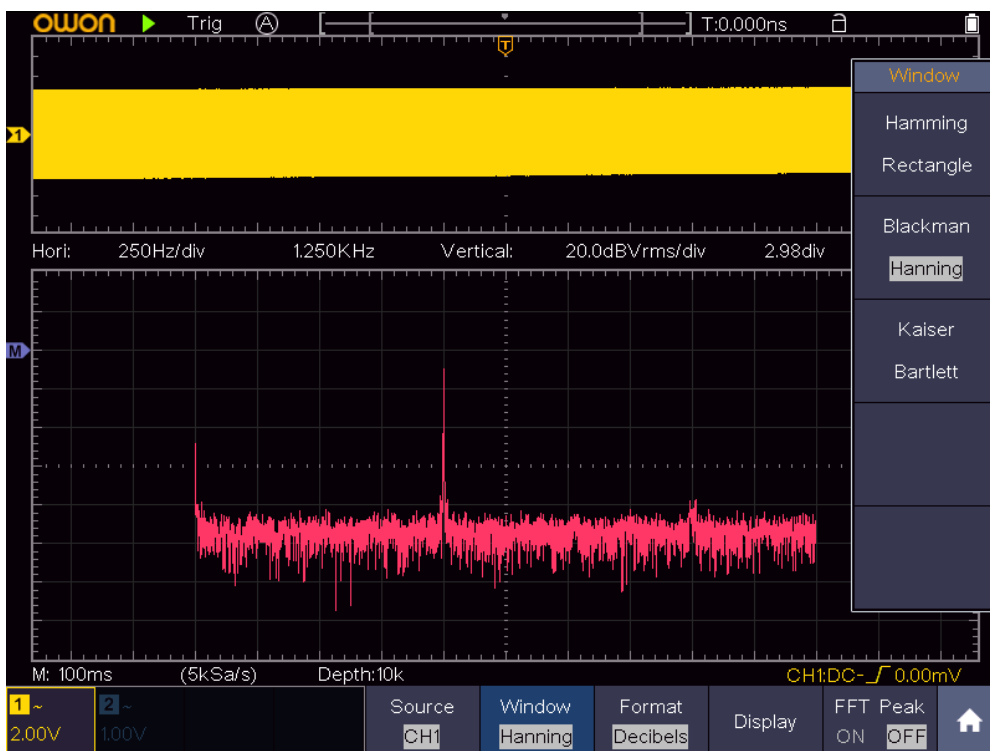 owon Trig A T T:0.000ns
Window
1
Hamming
Rectangle
Blackman
Hori: 250Hz/div 1.250KHz Vertical: 20.0dBVrms/div 2.98div
Hanning
Kaiser
M
Bartlett
M: 100ms (5kSa/s) Depth:10k CH1:DC- 0.00mV
1 ~ 2 ~ Source Window Format Display FFT Peak
2.00V 1.00V CH1 Hanning Decibels ON OFF